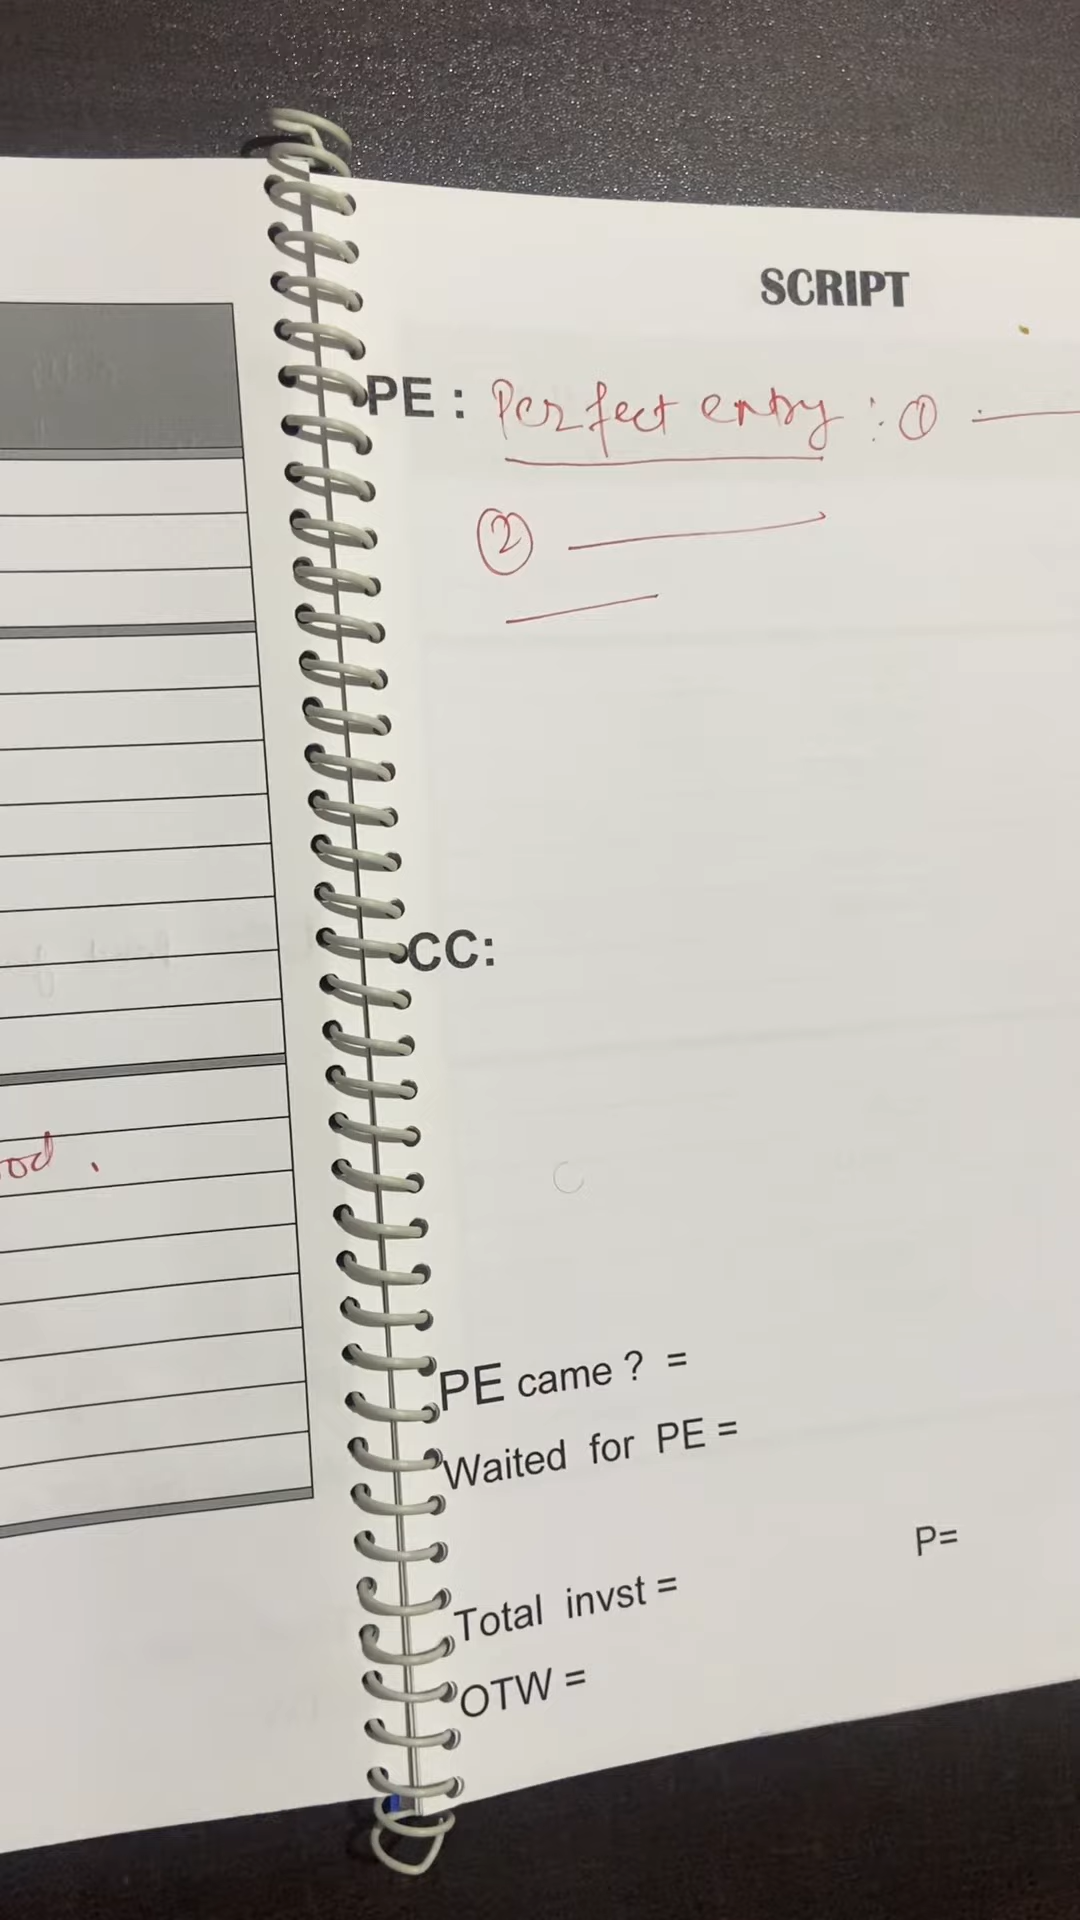 SCRIPT
PE : Perfect entry : ①
②
CC:
PE came ? =
Waited for PE =
P=
Total invst =
OTW =